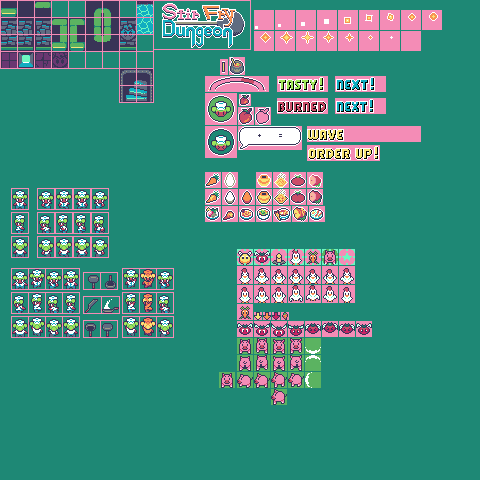 Stir Fry
Dungeon
TASTY! NEXT!
BURNED NEXT!
+ =
WAVE
ORDER UP!